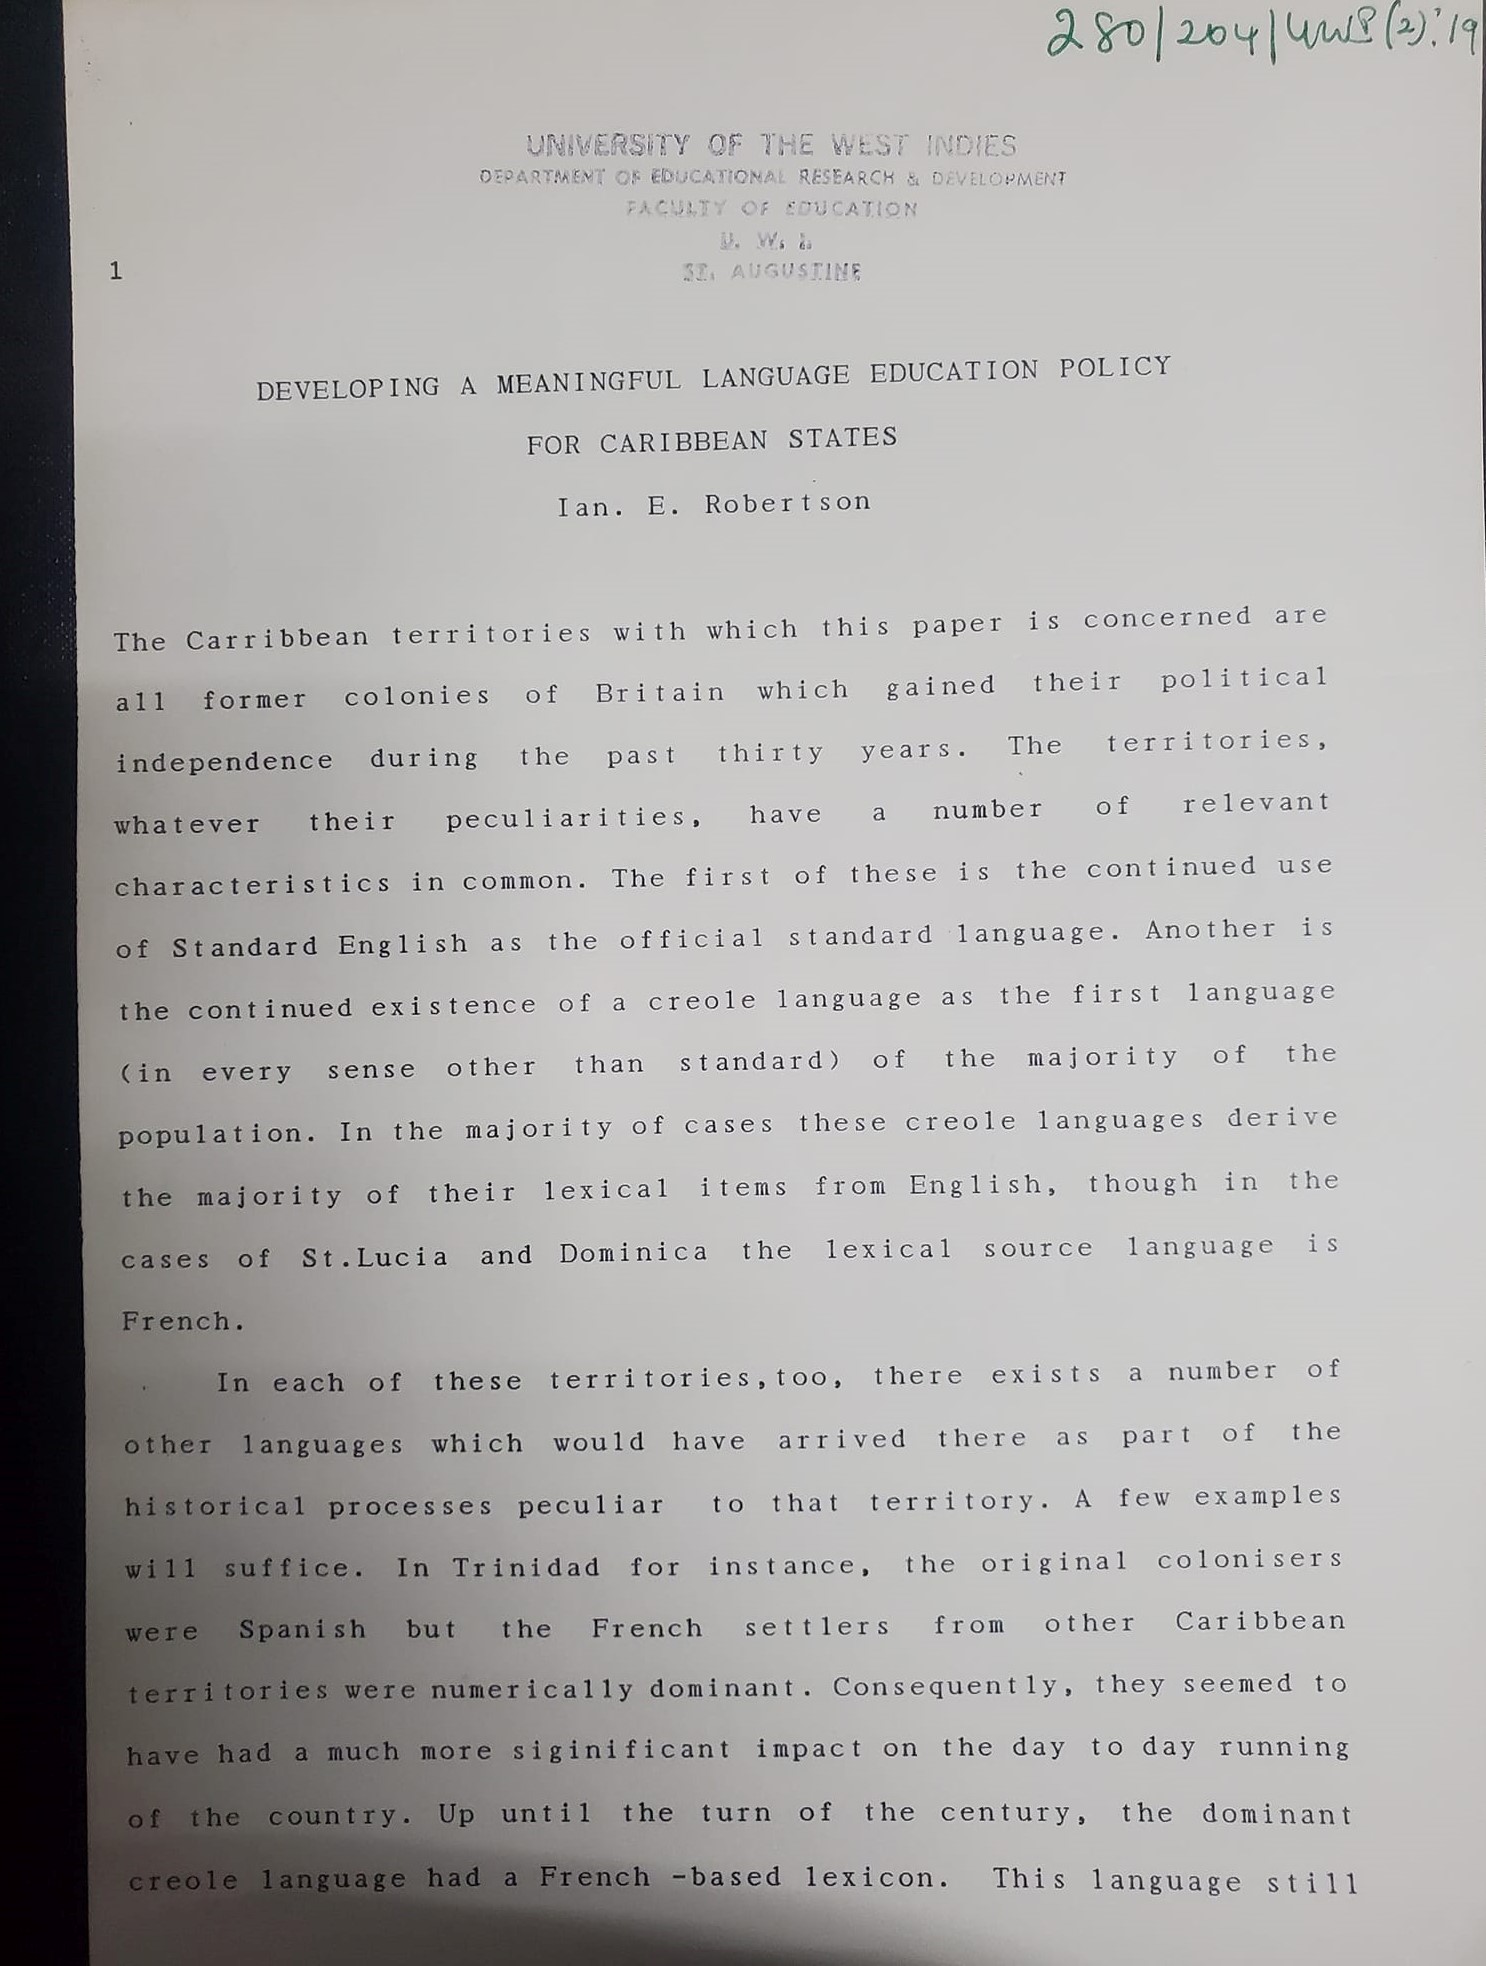 280/204/UWI(2):'19
UNIVERSITY OF THE WEST INDIES
DEPARTMENT OF EDUCATIONAL RESEARCH & DEVELOPMENT
FACULTY OF EDUCATION
U. W. I.
ST. AUGUSTINE
1
DEVELOPING A MEANINGFUL LANGUAGE EDUCATION POLICY
FOR CARIBBEAN STATES
Ian. E. Robertson
The Carribbean territories with which this paper is concerned are
all former colonies of Britain which gained their political
independence during the past thirty years. The territories,
whatever their peculiarities, have a number of relevant
characteristics in common. The first of these is the continued use
of Standard English as the official standard language. Another is
the continued existence of a creole language as the first language
(in every sense other than standard) of the majority of the
population. In the majority of cases these creole languages derive
the majority of their lexical items from English, though in the
cases of St.Lucia and Dominica the lexical source language is
French.
In each of these territories,too, there exists a number of
other languages which would have arrived there as part of the
historical processes peculiar to that territory. A few examples
will suffice. In Trinidad for instance, the original colonisers
were Spanish but the French settlers from other Caribbean
territories were numerically dominant. Consequently, they seemed to
have had a much more siginificant impact on the day to day running
of the country. Up until the turn of the century, the dominant
creole language had a French -based lexicon. This language still